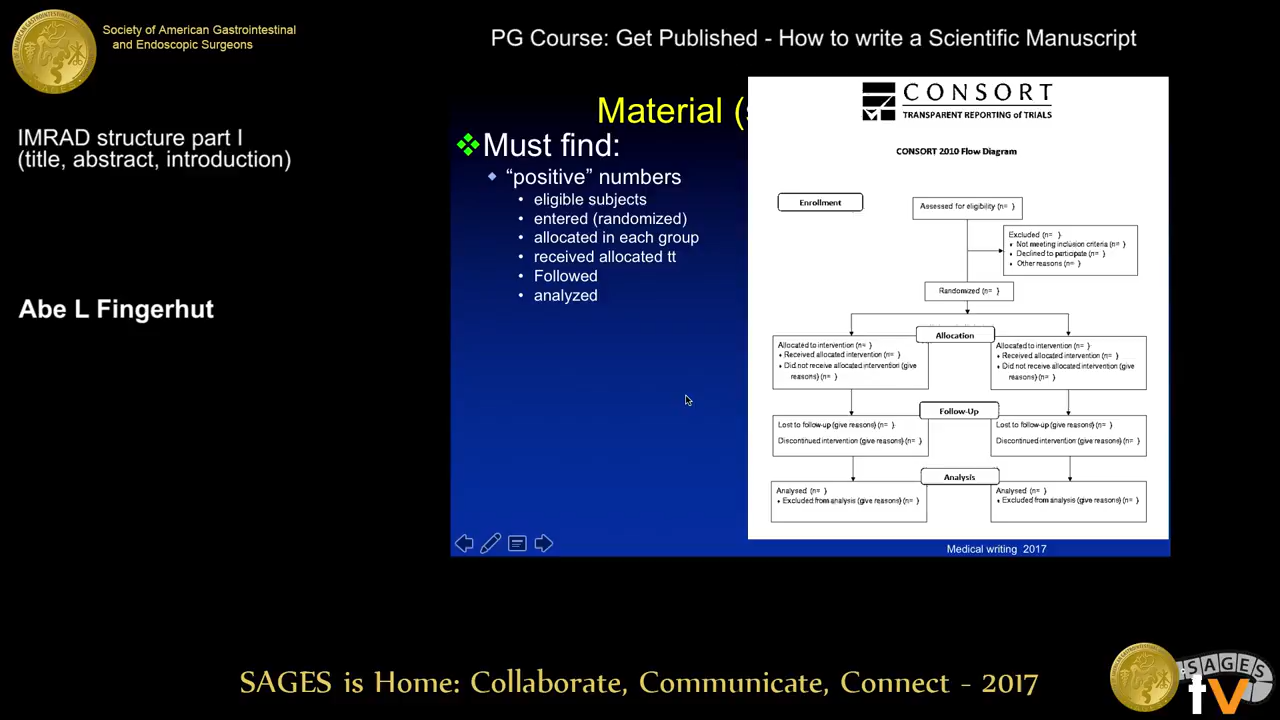 Society of American Gastrointestinal
and Endoscopic Surgeons
PG Course: Get Published - How to write a Scientific Manuscript
IMRAD structure part I
(title, abstract, introduction)
Abe L Fingerhut
Material (
Must find:
“positive” numbers
eligible subjects
entered (randomized)
allocated in each group
received allocated tt
Followed
analyzed
CONSORT
TRANSPARENT REPORTING of TRIALS
CONSORT 2010 Flow Diagram
Enrollment
Assessed for eligibility (n= )
Excluded (n= )
Not meeting inclusion criteria (n= )
Declined to participate (n= )
Other reasons (n= )
Randomized (n= )
Allocation
Allocated to intervention (n= )
Received allocated intervention (n= )
Did not receive allocated intervention (give
reasons) (n= )
Allocated to intervention (n= )
Received allocated intervention (n= )
Did not receive allocated intervention (give
reasons) (n= )
Follow-Up
Lost to follow-up (give reasons) (n= )
Discontinued intervention (give reasons) (n= )
Lost to follow-up (give reasons) (n= )
Discontinued intervention (give reasons) (n= )
Analysis
Analysed (n= )
Excluded from analysis (give reasons) (n= )
Analysed (n= )
Excluded from analysis (give reasons) (n= )
Medical writing 2017
SAGES is Home: Collaborate, Communicate, Connect - 2017
SAGES
tv